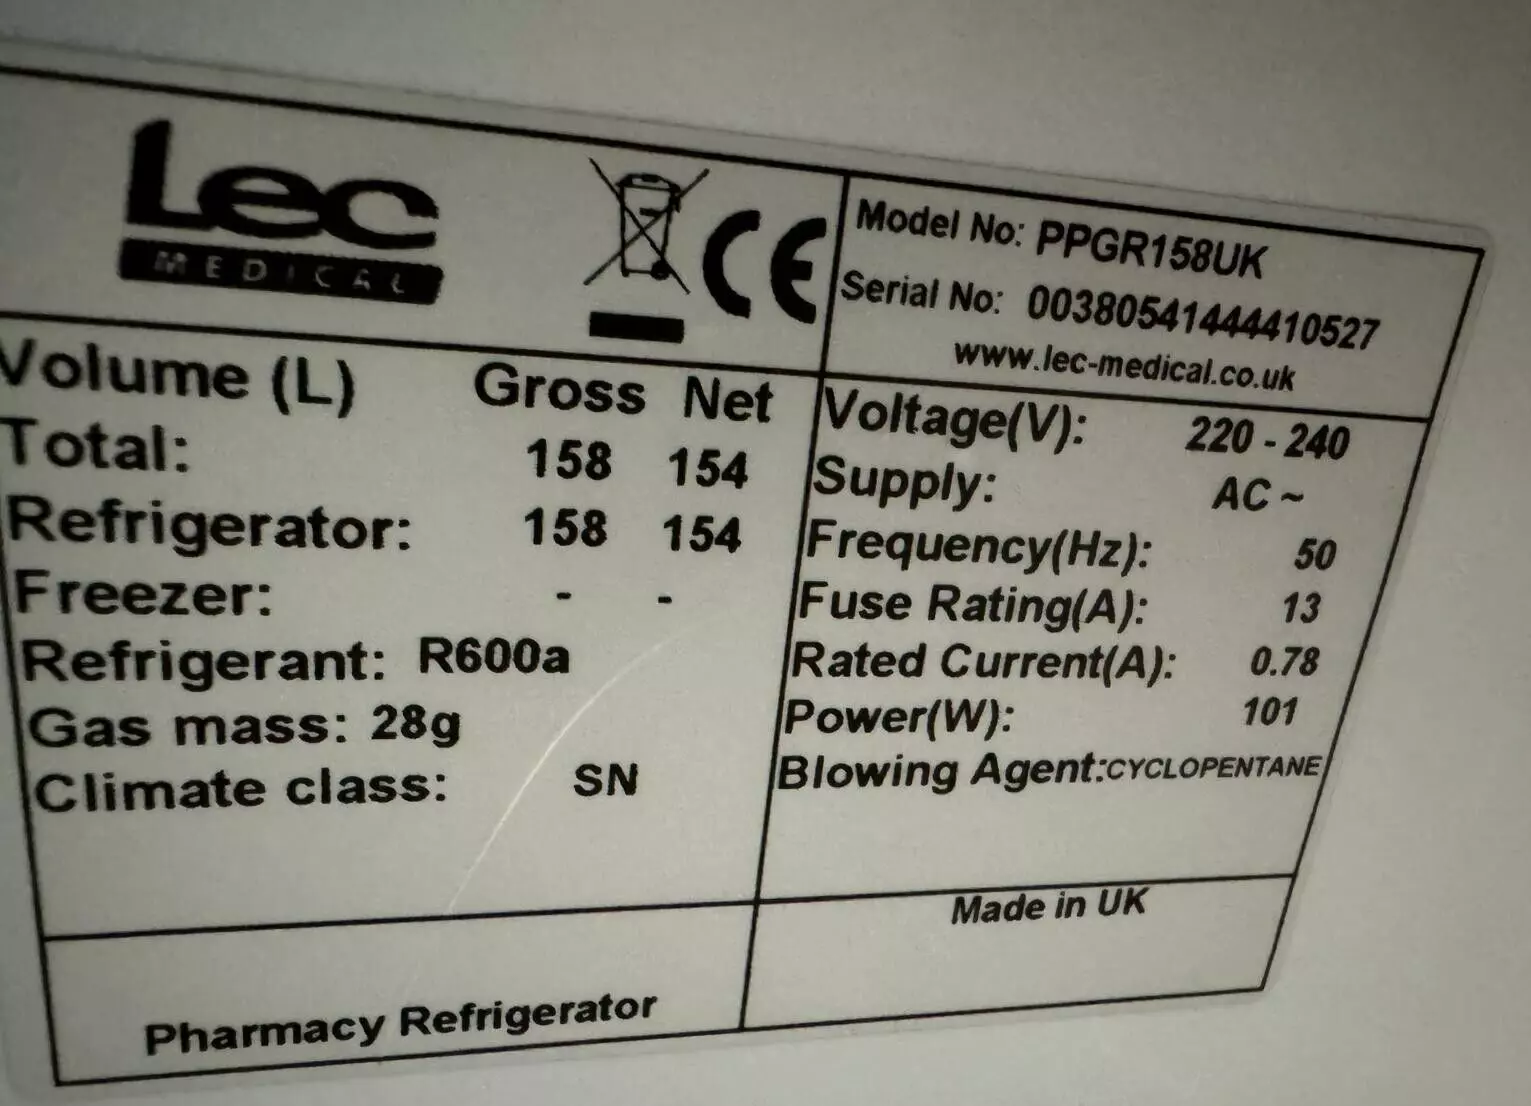 Lec
MEDICAL
CE
Model No: PPGR158UK
Serial No: 00380541444410527
www.lec-medical.co.uk
Volume (L) Gross Net
Total: 158 154
Refrigerator: 158 154
Freezer: - -
Refrigerant: R600a
Gas mass: 28g
Climate class: SN
Voltage(V): 220 - 240
Supply: AC ~
Frequency(Hz): 50
Fuse Rating(A): 13
Rated Current(A): 0.78
Power(W): 101
Blowing Agent:CYCLOPENTANE
Made in UK
Pharmacy Refrigerator